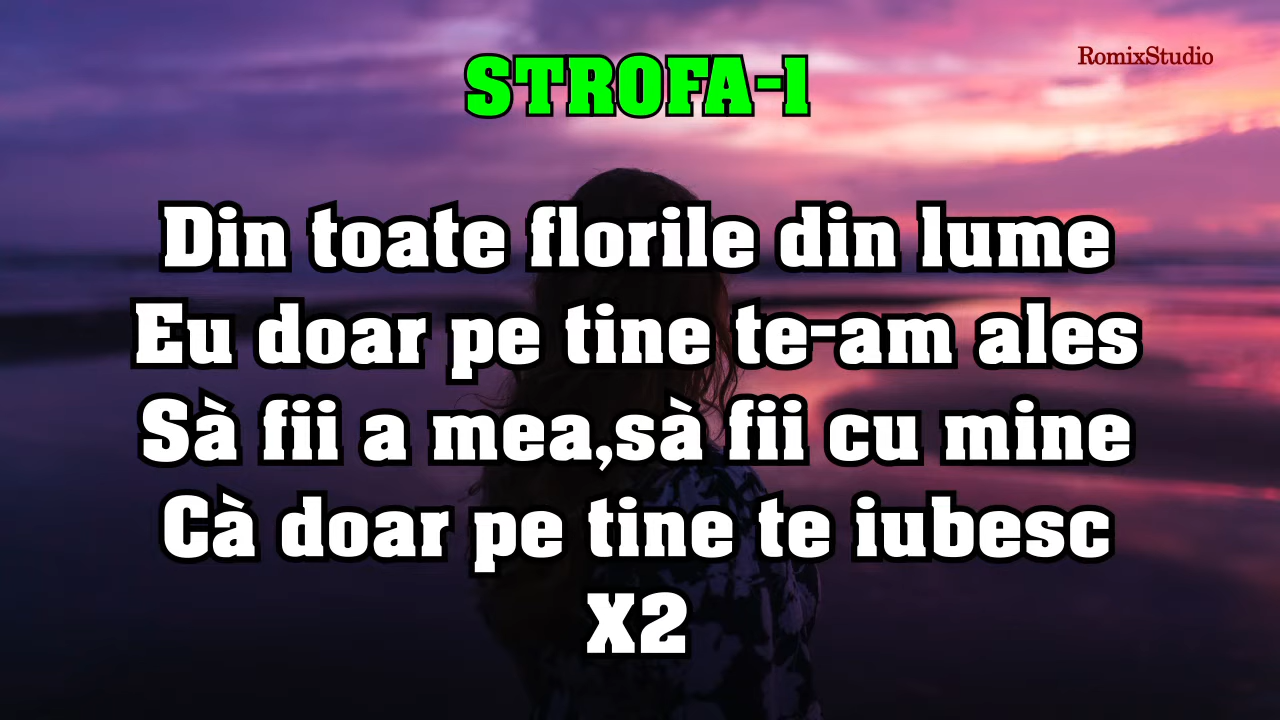 RomixStudio
STROFA-1
Din toate florile din lume
Eu doar pe tine te-am ales
Sà fii a mea,sà fii cu mine
Cà doar pe tine te iubesc
X2